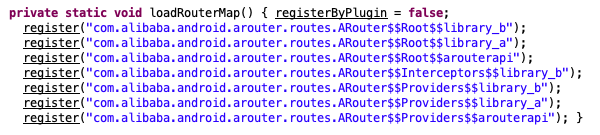 private static void loadRouterMap() { registerByPlugin = false;
register("com.alibaba.android.arouter.routes.ARouter$$Root$$library_b");
register("com.alibaba.android.arouter.routes.ARouter$$Root$$library_a");
register("com.alibaba.android.arouter.routes.ARouter$$Root$$arouterapi");
register("com.alibaba.android.arouter.routes.ARouter$$Interceptors$$library_b");
register("com.alibaba.android.arouter.routes.ARouter$$Providers$$library_b");
register("com.alibaba.android.arouter.routes.ARouter$$Providers$$library_a");
register("com.alibaba.android.arouter.routes.ARouter$$Providers$$arouterapi"); }